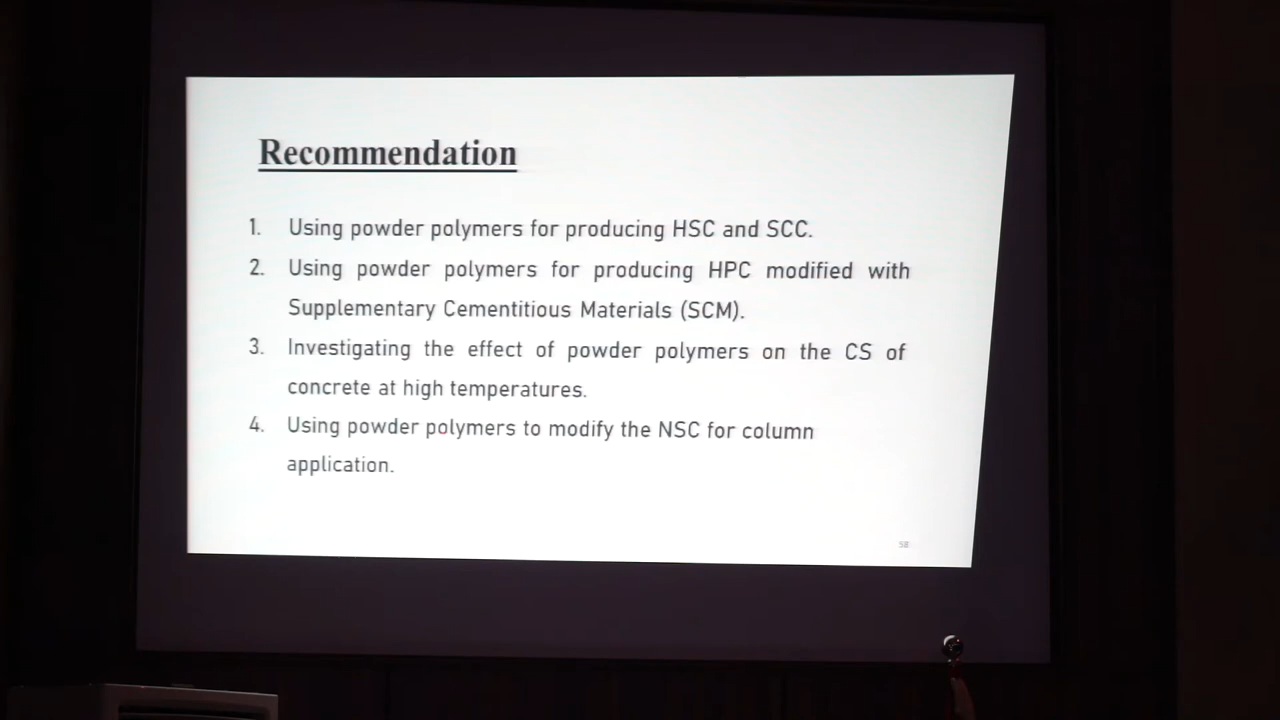 Recommendation
1. Using powder polymers for producing HSC and SCC.
2. Using powder polymers for producing HPC modified with
Supplementary Cementitious Materials (SCM).
3. Investigating the effect of powder polymers on the CS of
concrete at high temperatures.
4. Using powder polymers to modify the NSC for column
application.
58